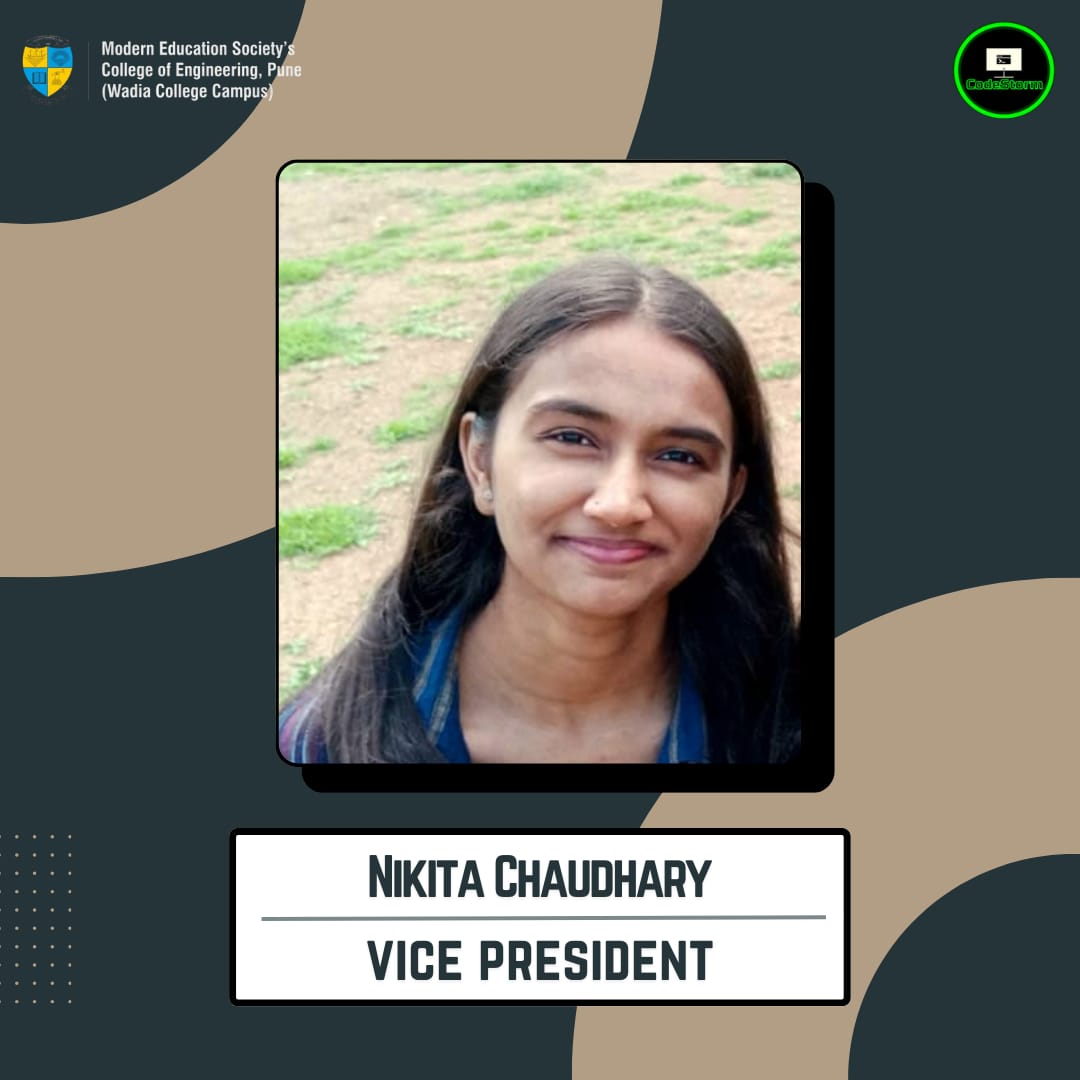 Modern Education Society's
College of Engineering, Pune
(Wadia College Campus)
CodeStorm
NIKITA CHAUDHARY
VICE PRESIDENT